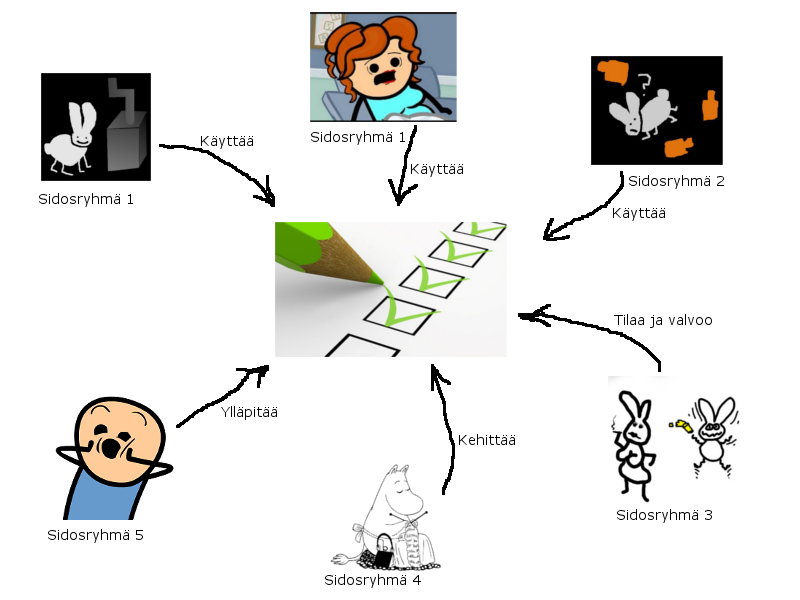 Sidosryhmä 1
Käyttää
Sidosryhmä 1
Käyttää
?
Sidosryhmä 2
Käyttää
Tilaa ja valvoo
Sidosryhmä 3
Kehittää
Sidosryhmä 4
Ylläpitää
Sidosryhmä 5